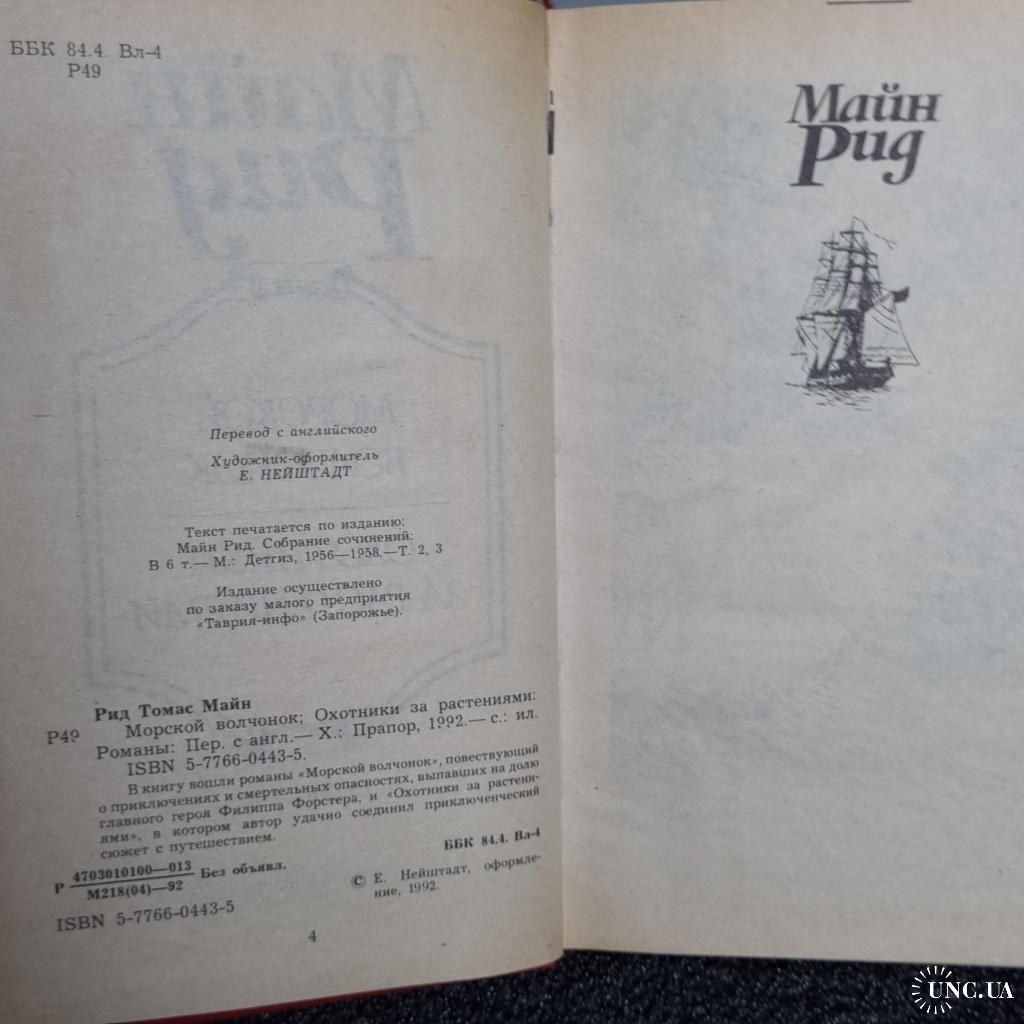 ББК 84.4. Вл-4
Р49
Перевод с английского
Художник-оформитель
Е. НЕЙШТАДТ
Текст печатается по изданию:
Майн Рид. Собрание сочинений:
В 6 т.— М.: Детгиз, 1956—1958.—Т. 2, 3
Издание осуществлено
по заказу малого предприятия
«Таврия-инфо» (Запорожье).
Рид Томас Майн
Р49 Морской волчонок; Охотники за растениями:
Романы: Пер. с англ.— Х.: Прапор, 1992.— с.: ил.
ISBN 5-7766-0443-5.
В книгу вошли романы «Морской волчонок», повествующий
о приключениях и смертельных опасностях, выпавших на долю
главного героя Филиппа Форстера, и «Охотники за растени-
ями», в котором автор удачно соединил приключенческий
сюжет с путешествием.
Р 4703010100—013 Без объявл.
М218(04)—92
ББК 84.4. Вл-4
ISBN 5-7766-0443-5
© Е. Нейштадт, оформле-
ние, 1992.
4
Майн
Рид
UNC.UA